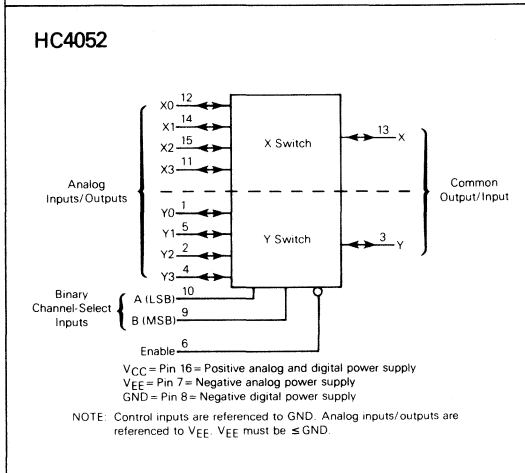 HC4052
X0 12
X1 14
X2 15
X3 11
X Switch
13 X
Analog
Inputs/Outputs
Common
Output/Input
Y0 1
Y1 5
Y2 2
Y3 4
Y Switch
3 Y
Binary
Channel-Select
Inputs
A (LSB) 10
B (MSB) 9
Enable 6
VCC = Pin 16 = Positive analog and digital power supply
VEE = Pin 7 = Negative analog power supply
GND = Pin 8 = Negative digital power supply
NOTE: Control inputs are referenced to GND. Analog inputs/outputs are
referenced to VEE. VEE must be ≤ GND.